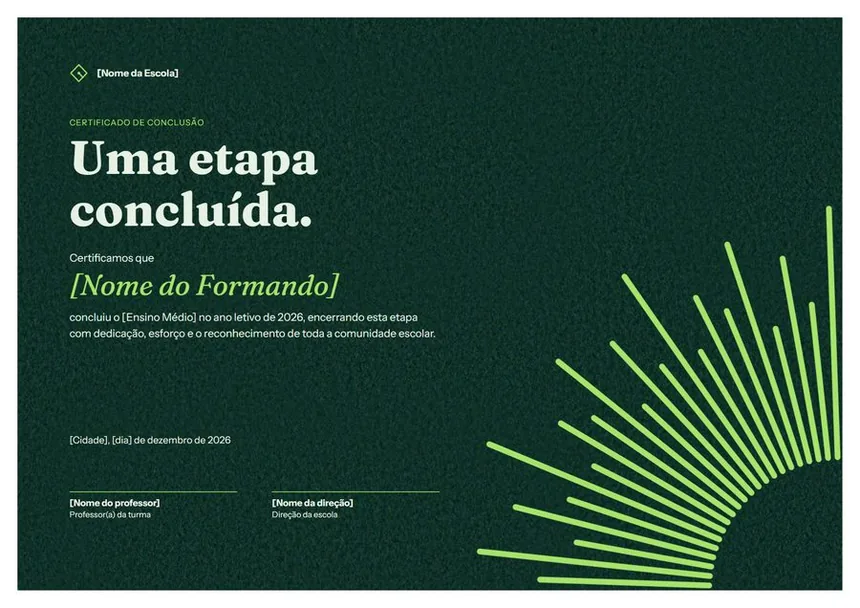 [Nome da Escola]
CERTIFICADO DE CONCLUSÃO
Uma etapa
concluída.
Certificamos que
[Nome do Formando]
concluiu o [Ensino Médio] no ano letivo de 2026, encerrando esta etapa
com dedicação, esforço e o reconhecimento de toda a comunidade escolar.
[Cidade], [dia] de dezembro de 2026
[Nome do professor]
Professor(a) da turma
[Nome da direção]
Direção da escola